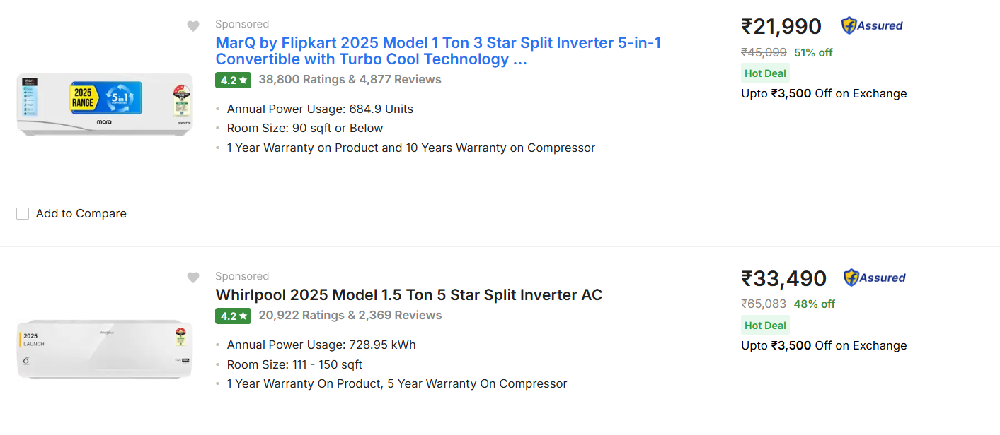 Sponsored
MarQ by Flipkart 2025 Model 1 Ton 3 Star Split Inverter 5-in-1
Convertible with Turbo Cool Technology ...
4.2 ★ 38,800 Ratings & 4,877 Reviews
Annual Power Usage: 684.9 Units
Room Size: 90 sqft or Below
1 Year Warranty on Product and 10 Years Warranty on Compressor
2025
RANGE
5in1
marQ
INVERTER
Add to Compare
₹21,990
Assured
₹45,099 51% off
Hot Deal
Upto ₹3,500 Off on Exchange
Sponsored
Whirlpool 2025 Model 1.5 Ton 5 Star Split Inverter AC
4.2 ★ 20,922 Ratings & 2,369 Reviews
Annual Power Usage: 728.95 kWh
Room Size: 111 - 150 sqft
1 Year Warranty On Product, 5 Year Warranty On Compressor
2025
LAUNCH
₹33,490
Assured
₹65,083 48% off
Hot Deal
Upto ₹3,500 Off on Exchange